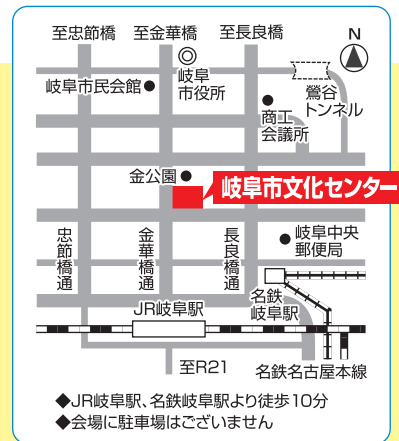 至忠節橋
至金華橋
至長良橋
N
岐阜市民会館
岐阜
市役所
鶯谷
トンネル
商工
会議所
金公園
岐阜市文化センター
忠節橋通
金華橋通
長良橋通
岐阜中央
郵便局
名鉄
岐阜駅
JR岐阜駅
至R21
名鉄名古屋本線
◆JR岐阜駅、名鉄岐阜駅より徒歩10分
◆会場に駐車場はございません